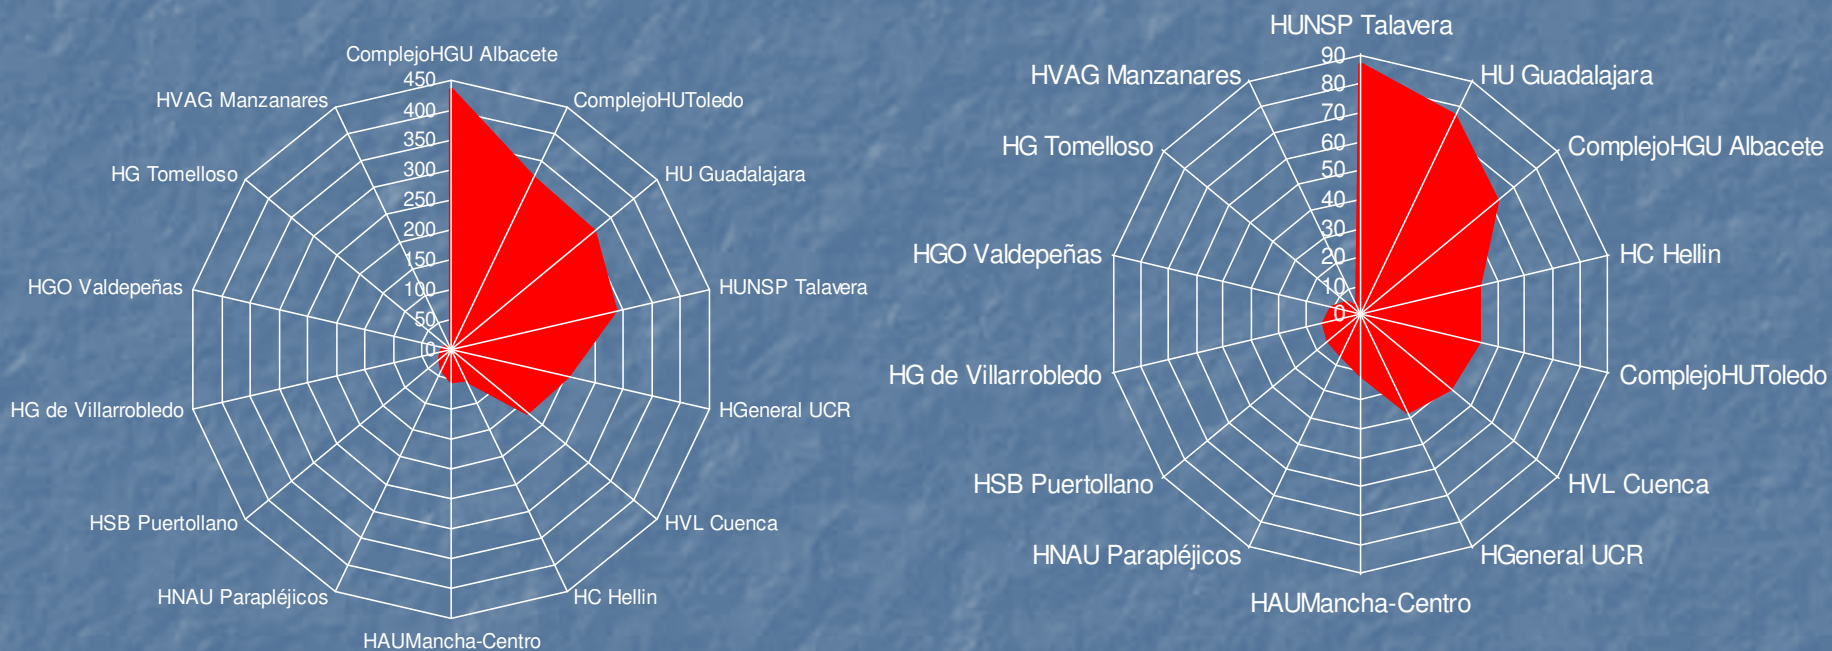 ComplejoHGU Albacete
ComplejoHUToledo
HU Guadalajara
HUNSP Talavera
HGeneral UCR
HVL Cuenca
HC Hellin
HAUMancha-Centro
HNAU Parapléjicos
HSB Puertollano
HG de Villarrobledo
HGO Valdepeñas
HG Tomelloso
HVAG Manzanares
450
400
350
300
250
200
150
100
50
0
HUNSP Talavera
HU Guadalajara
ComplejoHGU Albacete
HC Hellin
ComplejoHUToledo
HVL Cuenca
HGeneral UCR
HAUMancha-Centro
HNAU Parapléjicos
HSB Puertollano
HG de Villarrobledo
HGO Valdepeñas
HG Tomelloso
HVAG Manzanares
90
80
70
60
50
40
30
20
10
0